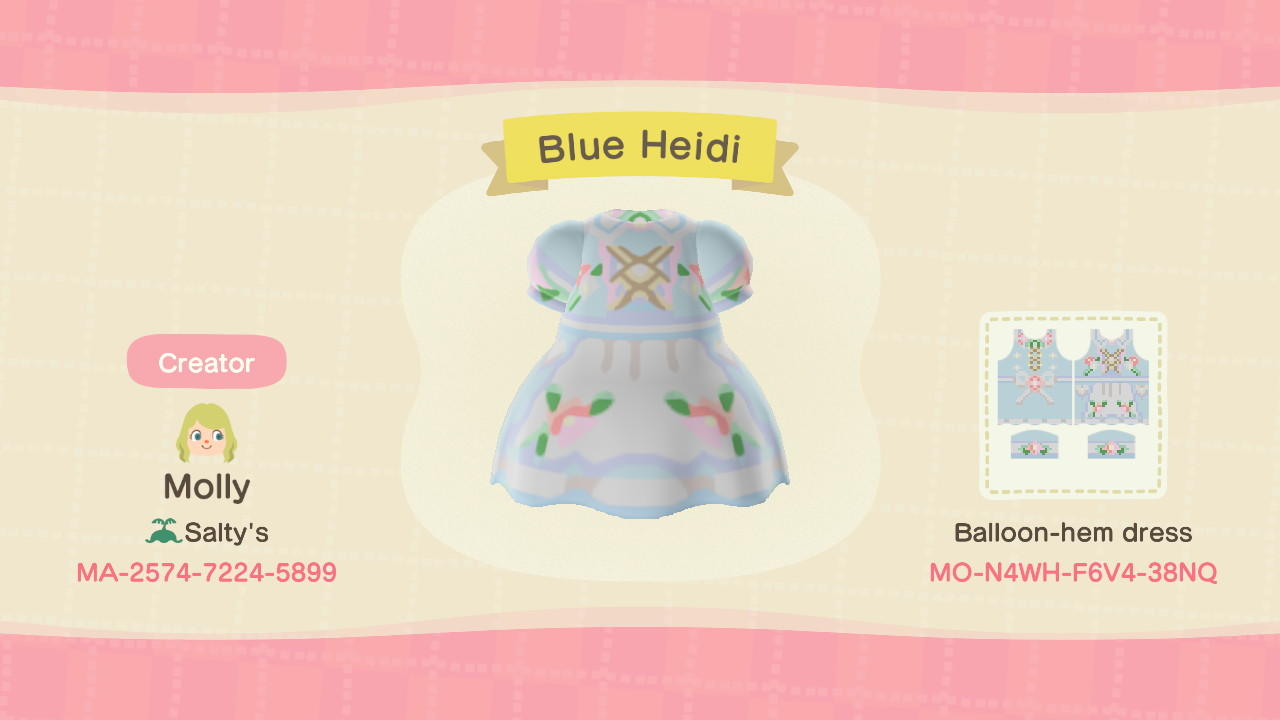 Blue Heidi
Creator
Molly
Salty's
MA-2574-7224-5899
Balloon-hem dress
MO-N4WH-F6V4-38NQ